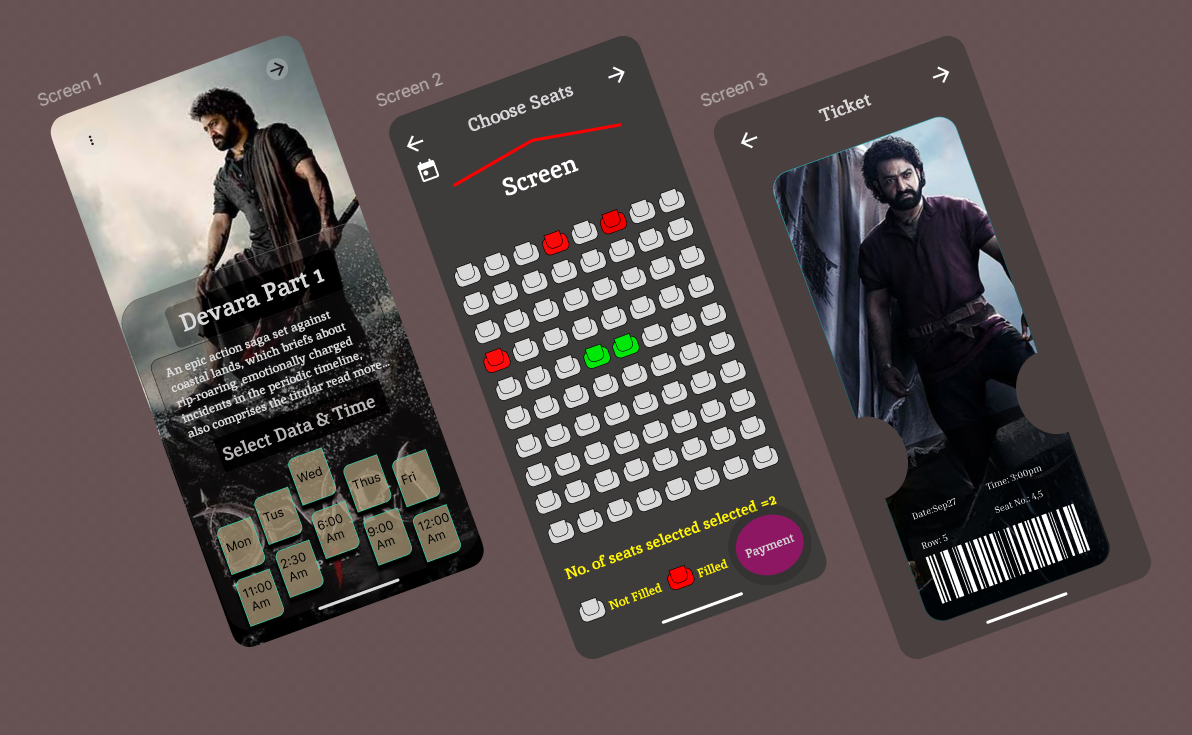 Screen 1
Devara Part 1
An epic action saga set against
coastal lands, which briefs about
rip-roaring, emotionally charged
incidents in the periodic timeline,
also comprises the titular read more...
Select Data & Time
Mon
Tus
Wed
Thus
Fri
11:00
Am
2:30
Am
6:00
Am
9:00
Am
12:00
Am
Screen 2
Choose Seats
Screen
No. of seats selected selected =2
Not Filled
Filled
Payment
Screen 3
Ticket
Date:Sep27
Time: 3:00pm
Row: 5
Seat No.: 4,5